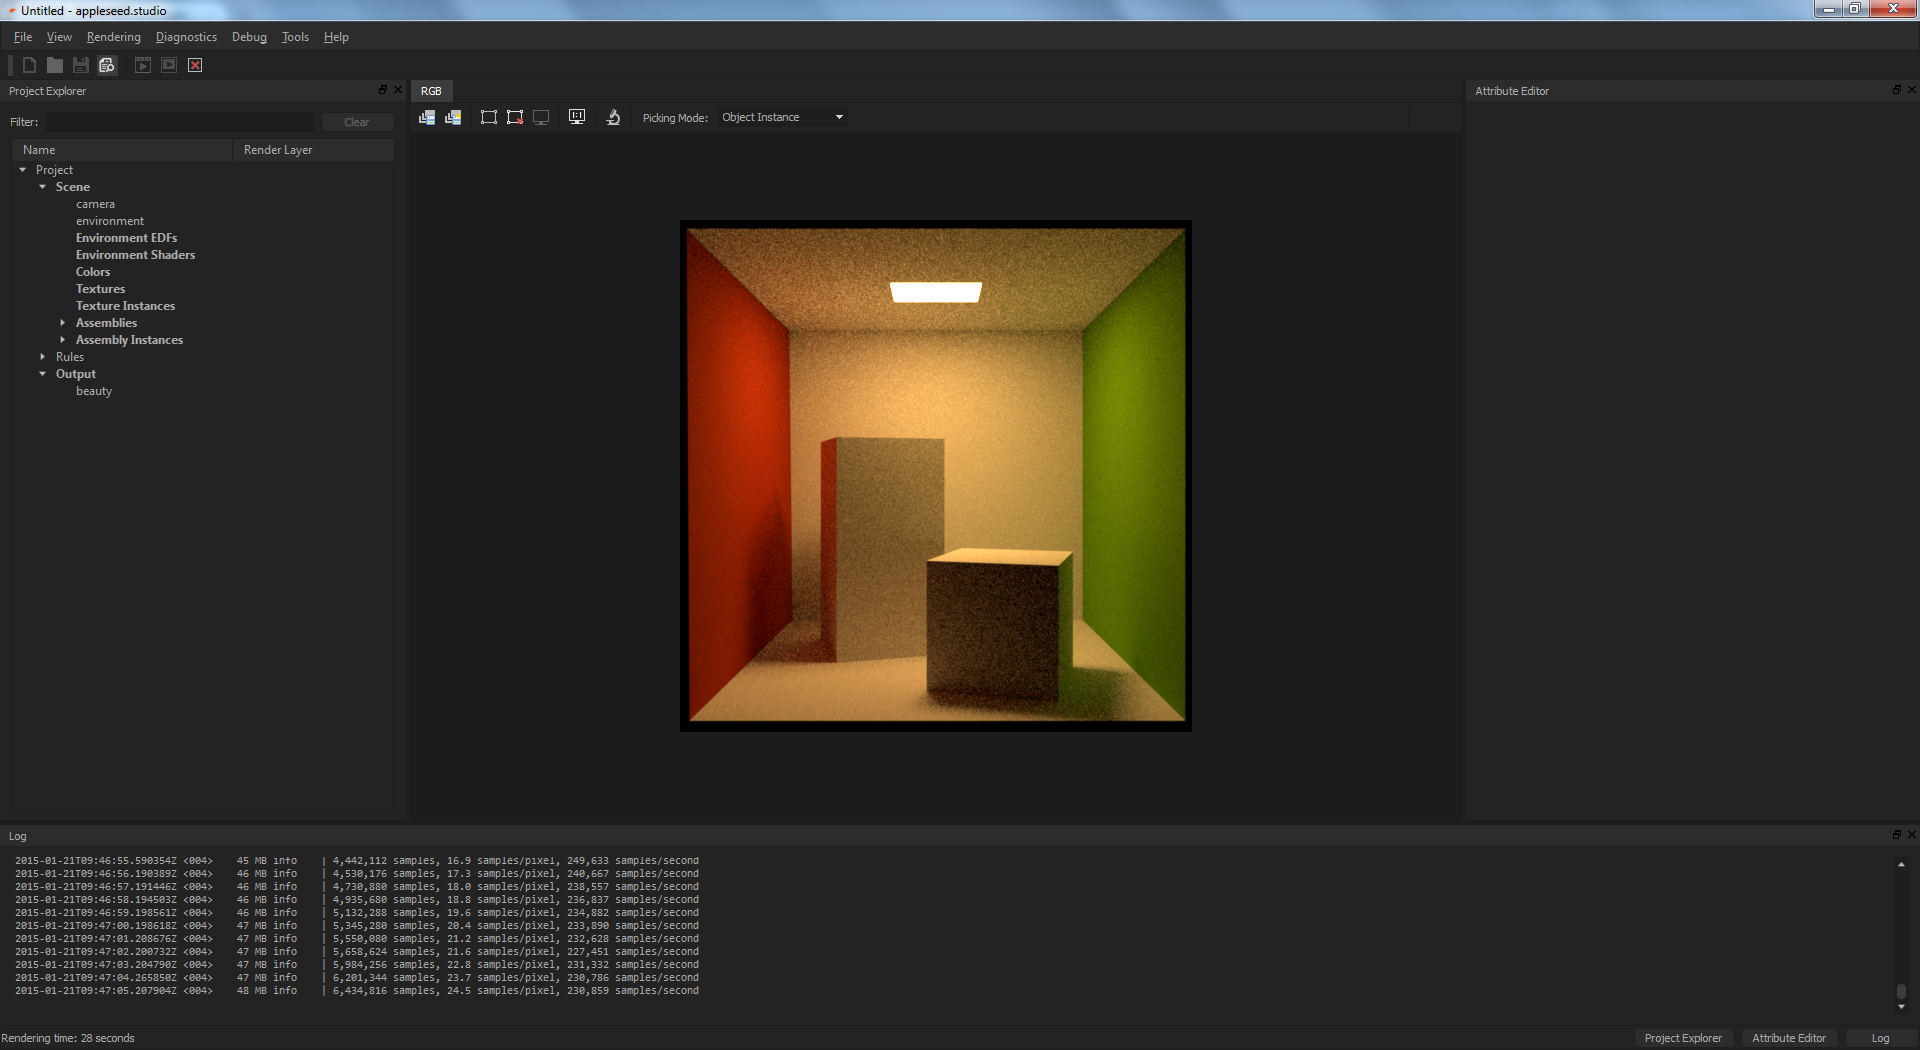 Untitled - appleseed.studio
File View Rendering Diagnostics Debug Tools Help
Project Explorer
RGB
Attribute Editor
Filter:
Clear
1:1
Picking Mode: Object Instance
Name Render Layer
Project
Scene
camera
environment
Environment EDFs
Environment Shaders
Colors
Textures
Texture Instances
Assemblies
Assembly Instances
Rules
Output
beauty
Log
2015-01-21T09:46:55.590354Z <004> 45 MB info | 4,442,112 samples, 16.9 samples/pixel, 249,633 samples/second
2015-01-21T09:46:56.190389Z <004> 46 MB info | 4,530,176 samples, 17.3 samples/pixel, 240,667 samples/second
2015-01-21T09:46:57.191446Z <004> 46 MB info | 4,730,880 samples, 18.0 samples/pixel, 238,557 samples/second
2015-01-21T09:46:58.194503Z <004> 46 MB info | 4,935,680 samples, 18.8 samples/pixel, 236,837 samples/second
2015-01-21T09:46:59.198561Z <004> 46 MB info | 5,132,288 samples, 19.6 samples/pixel, 234,882 samples/second
2015-01-21T09:47:00.198618Z <004> 47 MB info | 5,345,280 samples, 20.4 samples/pixel, 233,890 samples/second
2015-01-21T09:47:01.208676Z <004> 47 MB info | 5,550,080 samples, 21.2 samples/pixel, 232,628 samples/second
2015-01-21T09:47:02.200732Z <004> 47 MB info | 5,658,624 samples, 21.6 samples/pixel, 227,451 samples/second
2015-01-21T09:47:03.204790Z <004> 47 MB info | 5,984,256 samples, 22.8 samples/pixel, 231,332 samples/second
2015-01-21T09:47:04.265850Z <004> 47 MB info | 6,201,344 samples, 23.7 samples/pixel, 230,786 samples/second
2015-01-21T09:47:05.207904Z <004> 48 MB info | 6,434,816 samples, 24.5 samples/pixel, 230,859 samples/second
Rendering time: 28 seconds
Project Explorer Attribute Editor Log